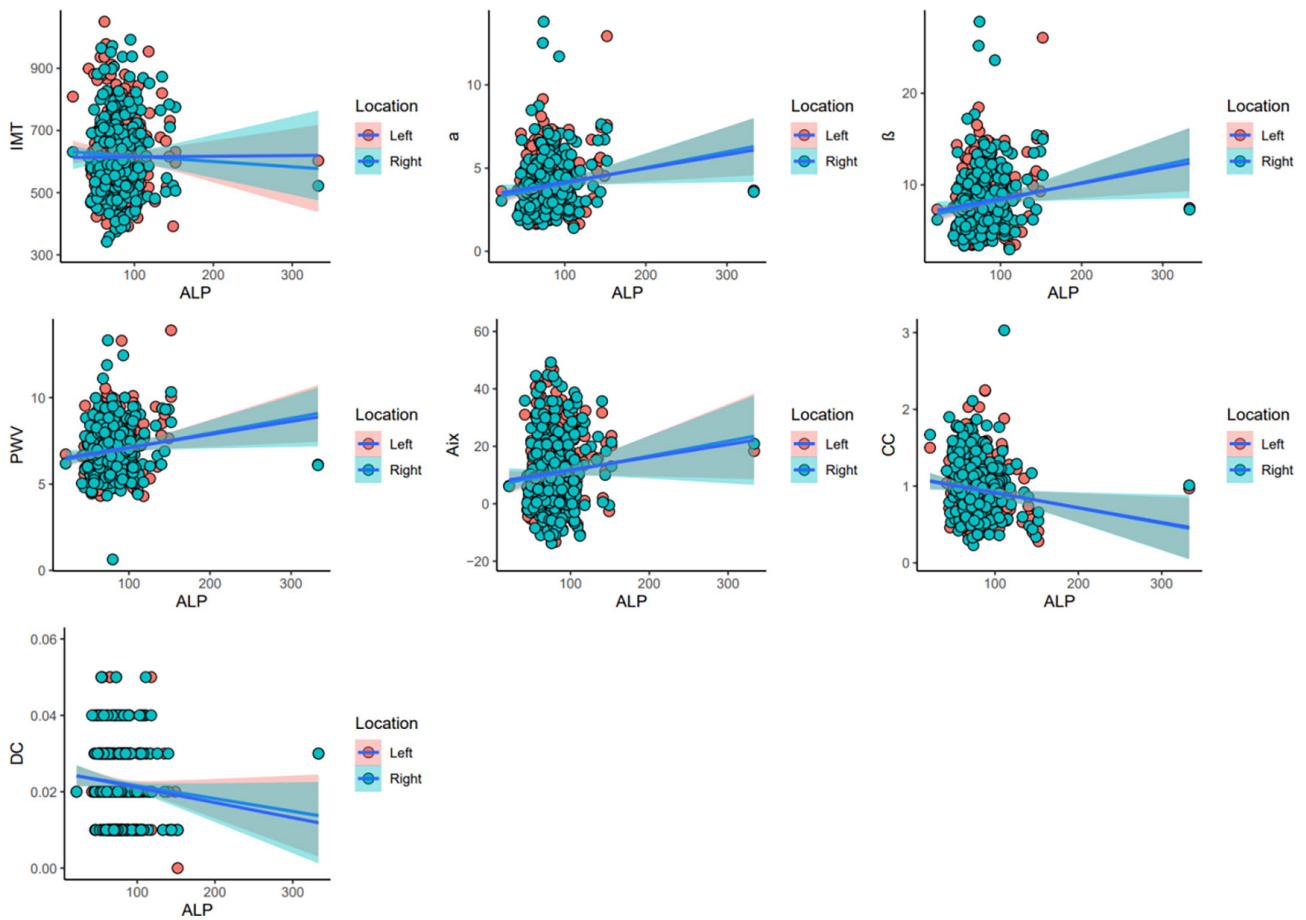 IMT
900
700
500
300
100 200 300
ALP
Location
Left
Right
a
10
5
0
100 200 300
ALP
Location
Left
Right
ß
20
10
100 200 300
ALP
Location
Left
Right
PWV
10
5
0
100 200 300
ALP
Location
Left
Right
Aix
60
40
20
0
−20
100 200 300
ALP
Location
Left
Right
CC
3
2
1
0
100 200 300
ALP
Location
Left
Right
DC
0.06
0.04
0.02
0.00
100 200 300
ALP
Location
Left
Right